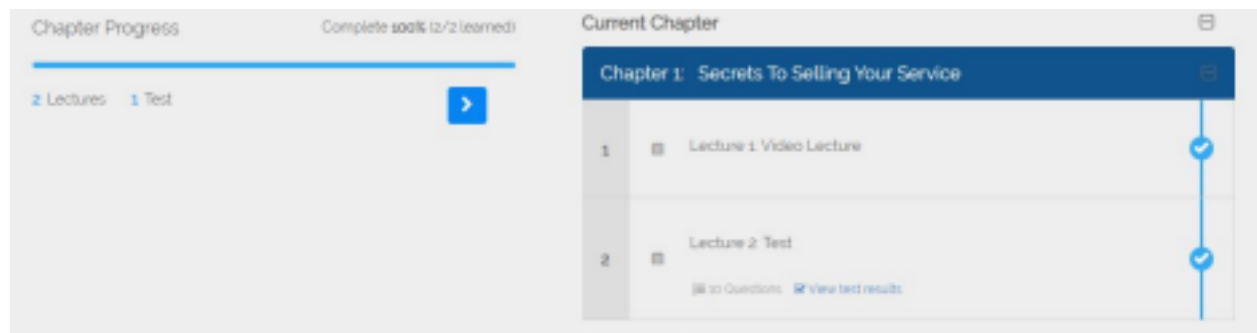 Chapter Progress
Complete 100% (2/2 learned)
2 Lectures 1 Test
Current Chapter
Chapter 1: Secrets To Selling Your Service
1
Lecture 1: Video Lecture
2
Lecture 2: Test
10 Questions View test results